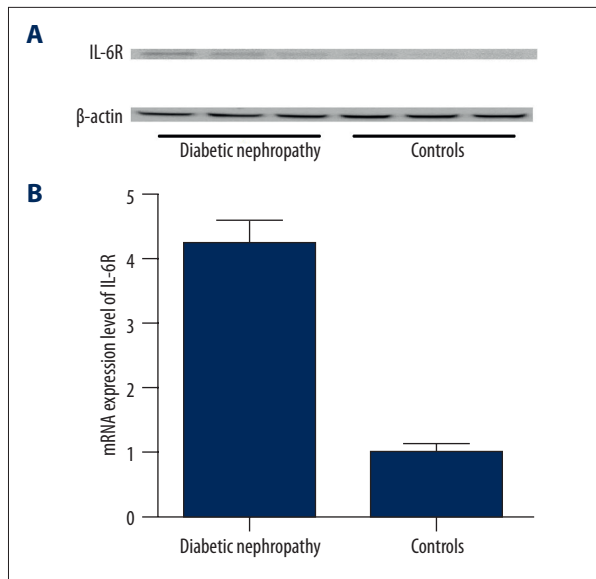 A
IL-6R
β-actin
Diabetic nephropathy Controls
B
mRNA expression level of IL-6R
5
4
3
2
1
0
Diabetic nephropathy Controls